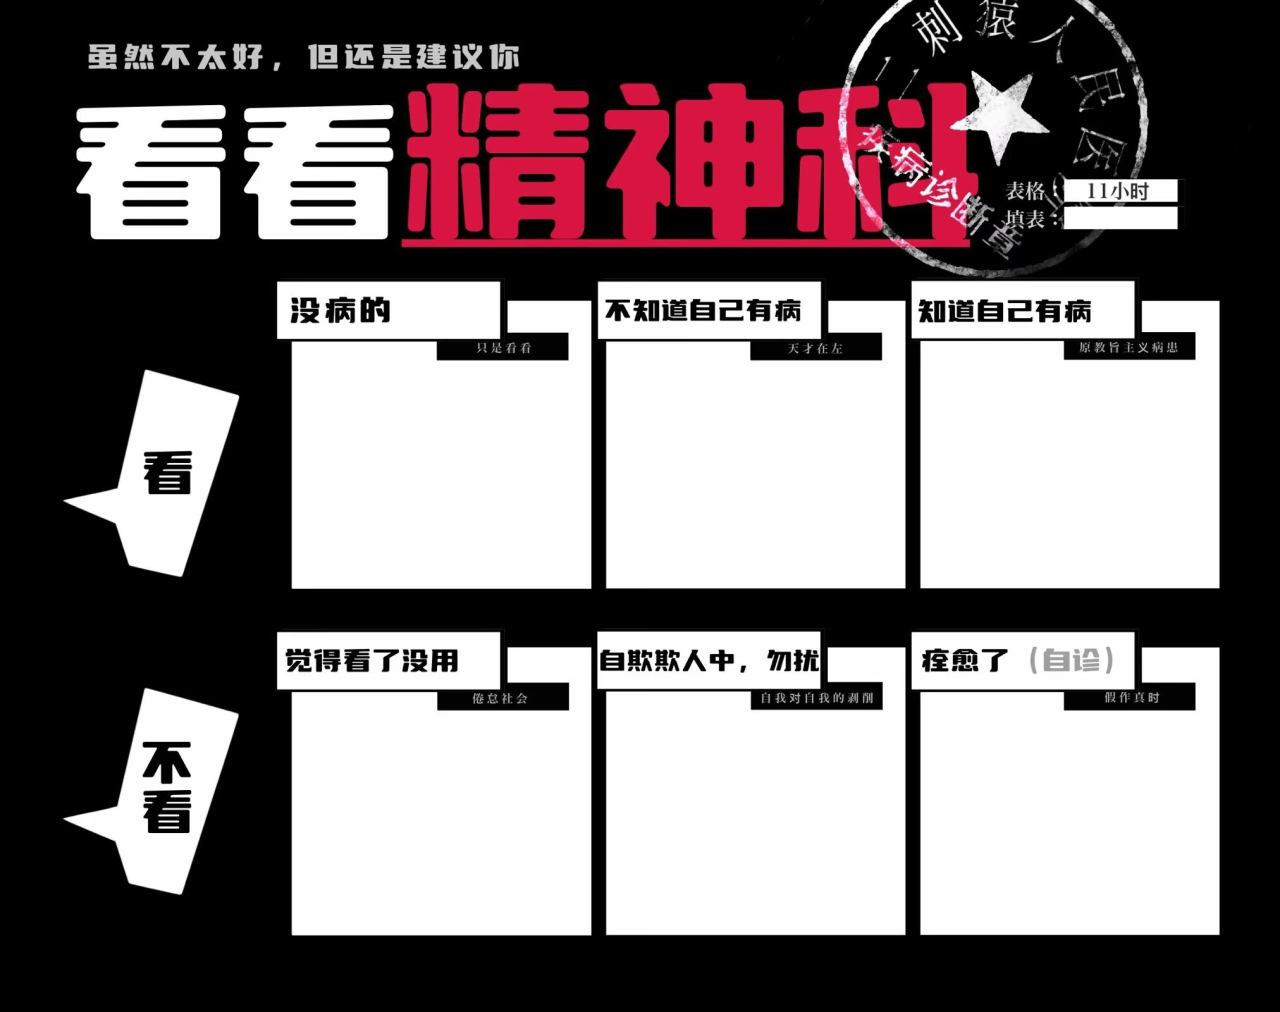 虽然不太好，但还是建议你
看看精神科
刺猿人民医
疾病诊断章
表格：11小时
填表：
没病的
只是看看
不知道自己有病
天才在左
知道自己有病
原教旨主义病患
看
觉得看了没用
倦怠社会
自欺欺人中，勿扰
自我对自我的剥削
痊愈了（自诊）
假作真时
不看